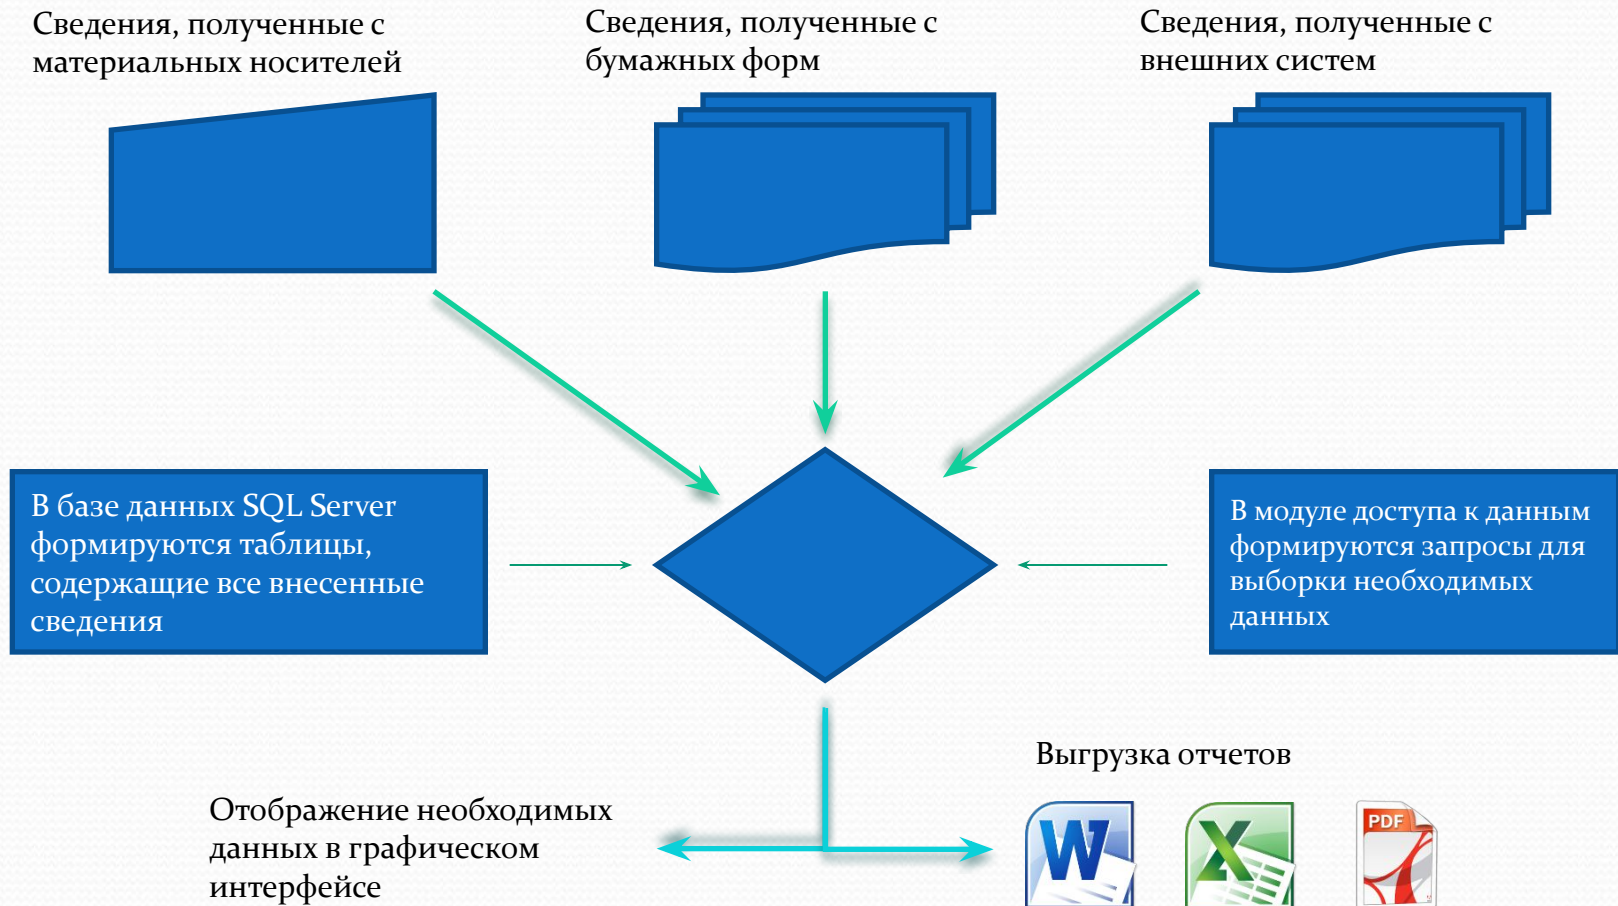 Сведения, полученные с
материальных носителей
Сведения, полученные с
бумажных форм
Сведения, полученные с
внешних систем
В базе данных SQL Server
формируются таблицы,
содержащие все внесенные
сведения
В модуле доступа к данным
формируются запросы для
выборки необходимых
данных
Выгрузка отчетов
Отображение необходимых
данных в графическом
интерфейсе
W
X
PDF